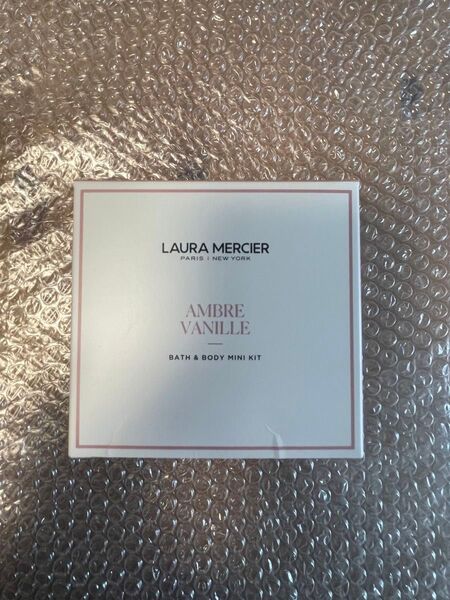 LAURA MERCIER
PARIS | NEW YORK
AMBRE
VANILLE
BATH & BODY MINI KIT